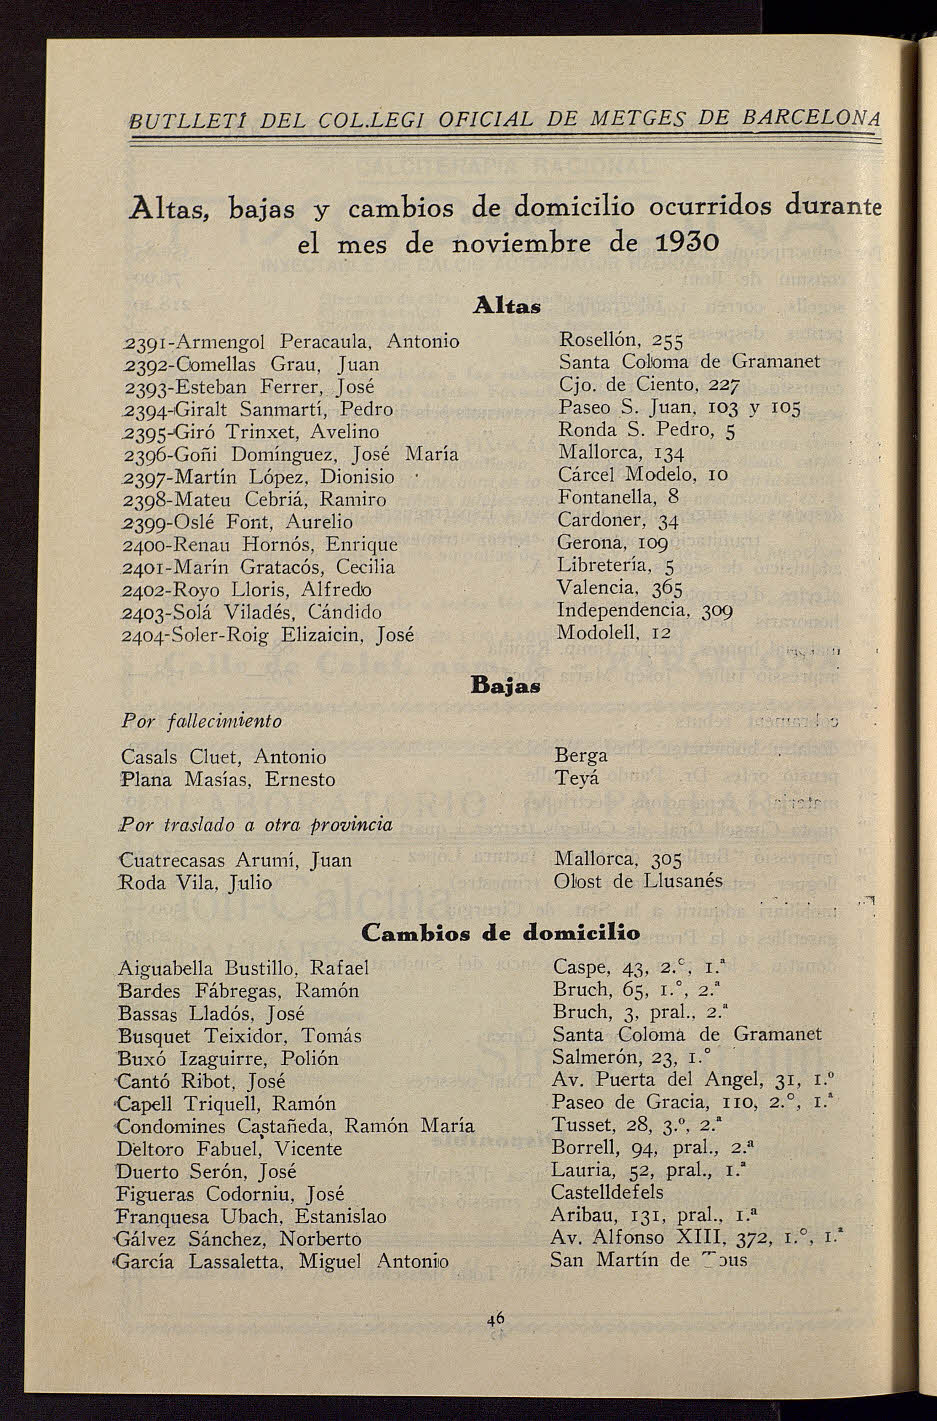 BUTLLETÍ DEL COL.LEGI OFICIAL DE METGES DE BARCELONA
Altas, bajas y cambios de domicilio ocurridos durante
el mes de noviembre de 1930
Altas
2391-Armengol Peracaula, Antonio Rosellón, 255
2392-Comellas Grau, Juan Santa Coloma de Gramanet
2393-Esteban Ferrer, José Cjo. de Ciento, 227
2394-Giralt Sanmartí, Pedro Paseo S. Juan, 103 y 105
2395-Giró Trinxet, Avelino Ronda S. Pedro, 5
2396-Goñi Domínguez, José María Mallorca, 134
2397-Martín López, Dionisio Cárcel Modelo, 10
2398-Mateu Cebriá, Ramiro Fontanella, 8
2399-Oslé Font, Aurelio Cardoner, 34
2400-Renau Hornós, Enrique Gerona, 109
2401-Marín Gratacós, Cecilia Libretería, 5
2402-Royo Lloris, Alfredo Valencia, 365
2403-Solá Viladés, Cándido Independencia, 309
2404-Soler-Roig Elizaicin, José Modolell, 12
Bajas
Por fallecimiento
Casals Cluet, Antonio Berga
Plana Masías, Ernesto Teyá
Por traslado a otra provincia
Cuatrecasas Arumí, Juan Mallorca, 305
Roda Vila, Julio Olost de Llusanés
Cambios de domicilio
Aiguabella Bustillo, Rafael Caspe, 43, 2.º, 1.ª
Bardes Fábregas, Ramón Bruch, 65, 1.º, 2.ª
Bassas Lladós, José Bruch, 3, pral., 2.ª
Busquet Teixidor, Tomás Santa Coloma de Gramanet
Buxó Izaguirre, Polión Salmerón, 23, 1.º
Cantó Ribot, José Av. Puerta del Angel, 31, 1.º
Capell Triquell, Ramón Paseo de Gracia, 110, 2.º, 1.ª
Condomines Castañeda, Ramón María Tusset, 28, 3.º, 2.ª
Deltoro Fabuel, Vicente Borrell, 94, pral., 2.ª
Duerto Serón, José Lauria, 52, pral., 1.ª
Figueras Codorniu, José Castelldefels
Franquesa Ubach, Estanislao Aribau, 131, pral., 1.ª
Gálvez Sánchez, Norberto Av. Alfonso XIII, 372, 1.º, 1.ª
García Lassaletta, Miguel Antonio San Martín de Tous
46